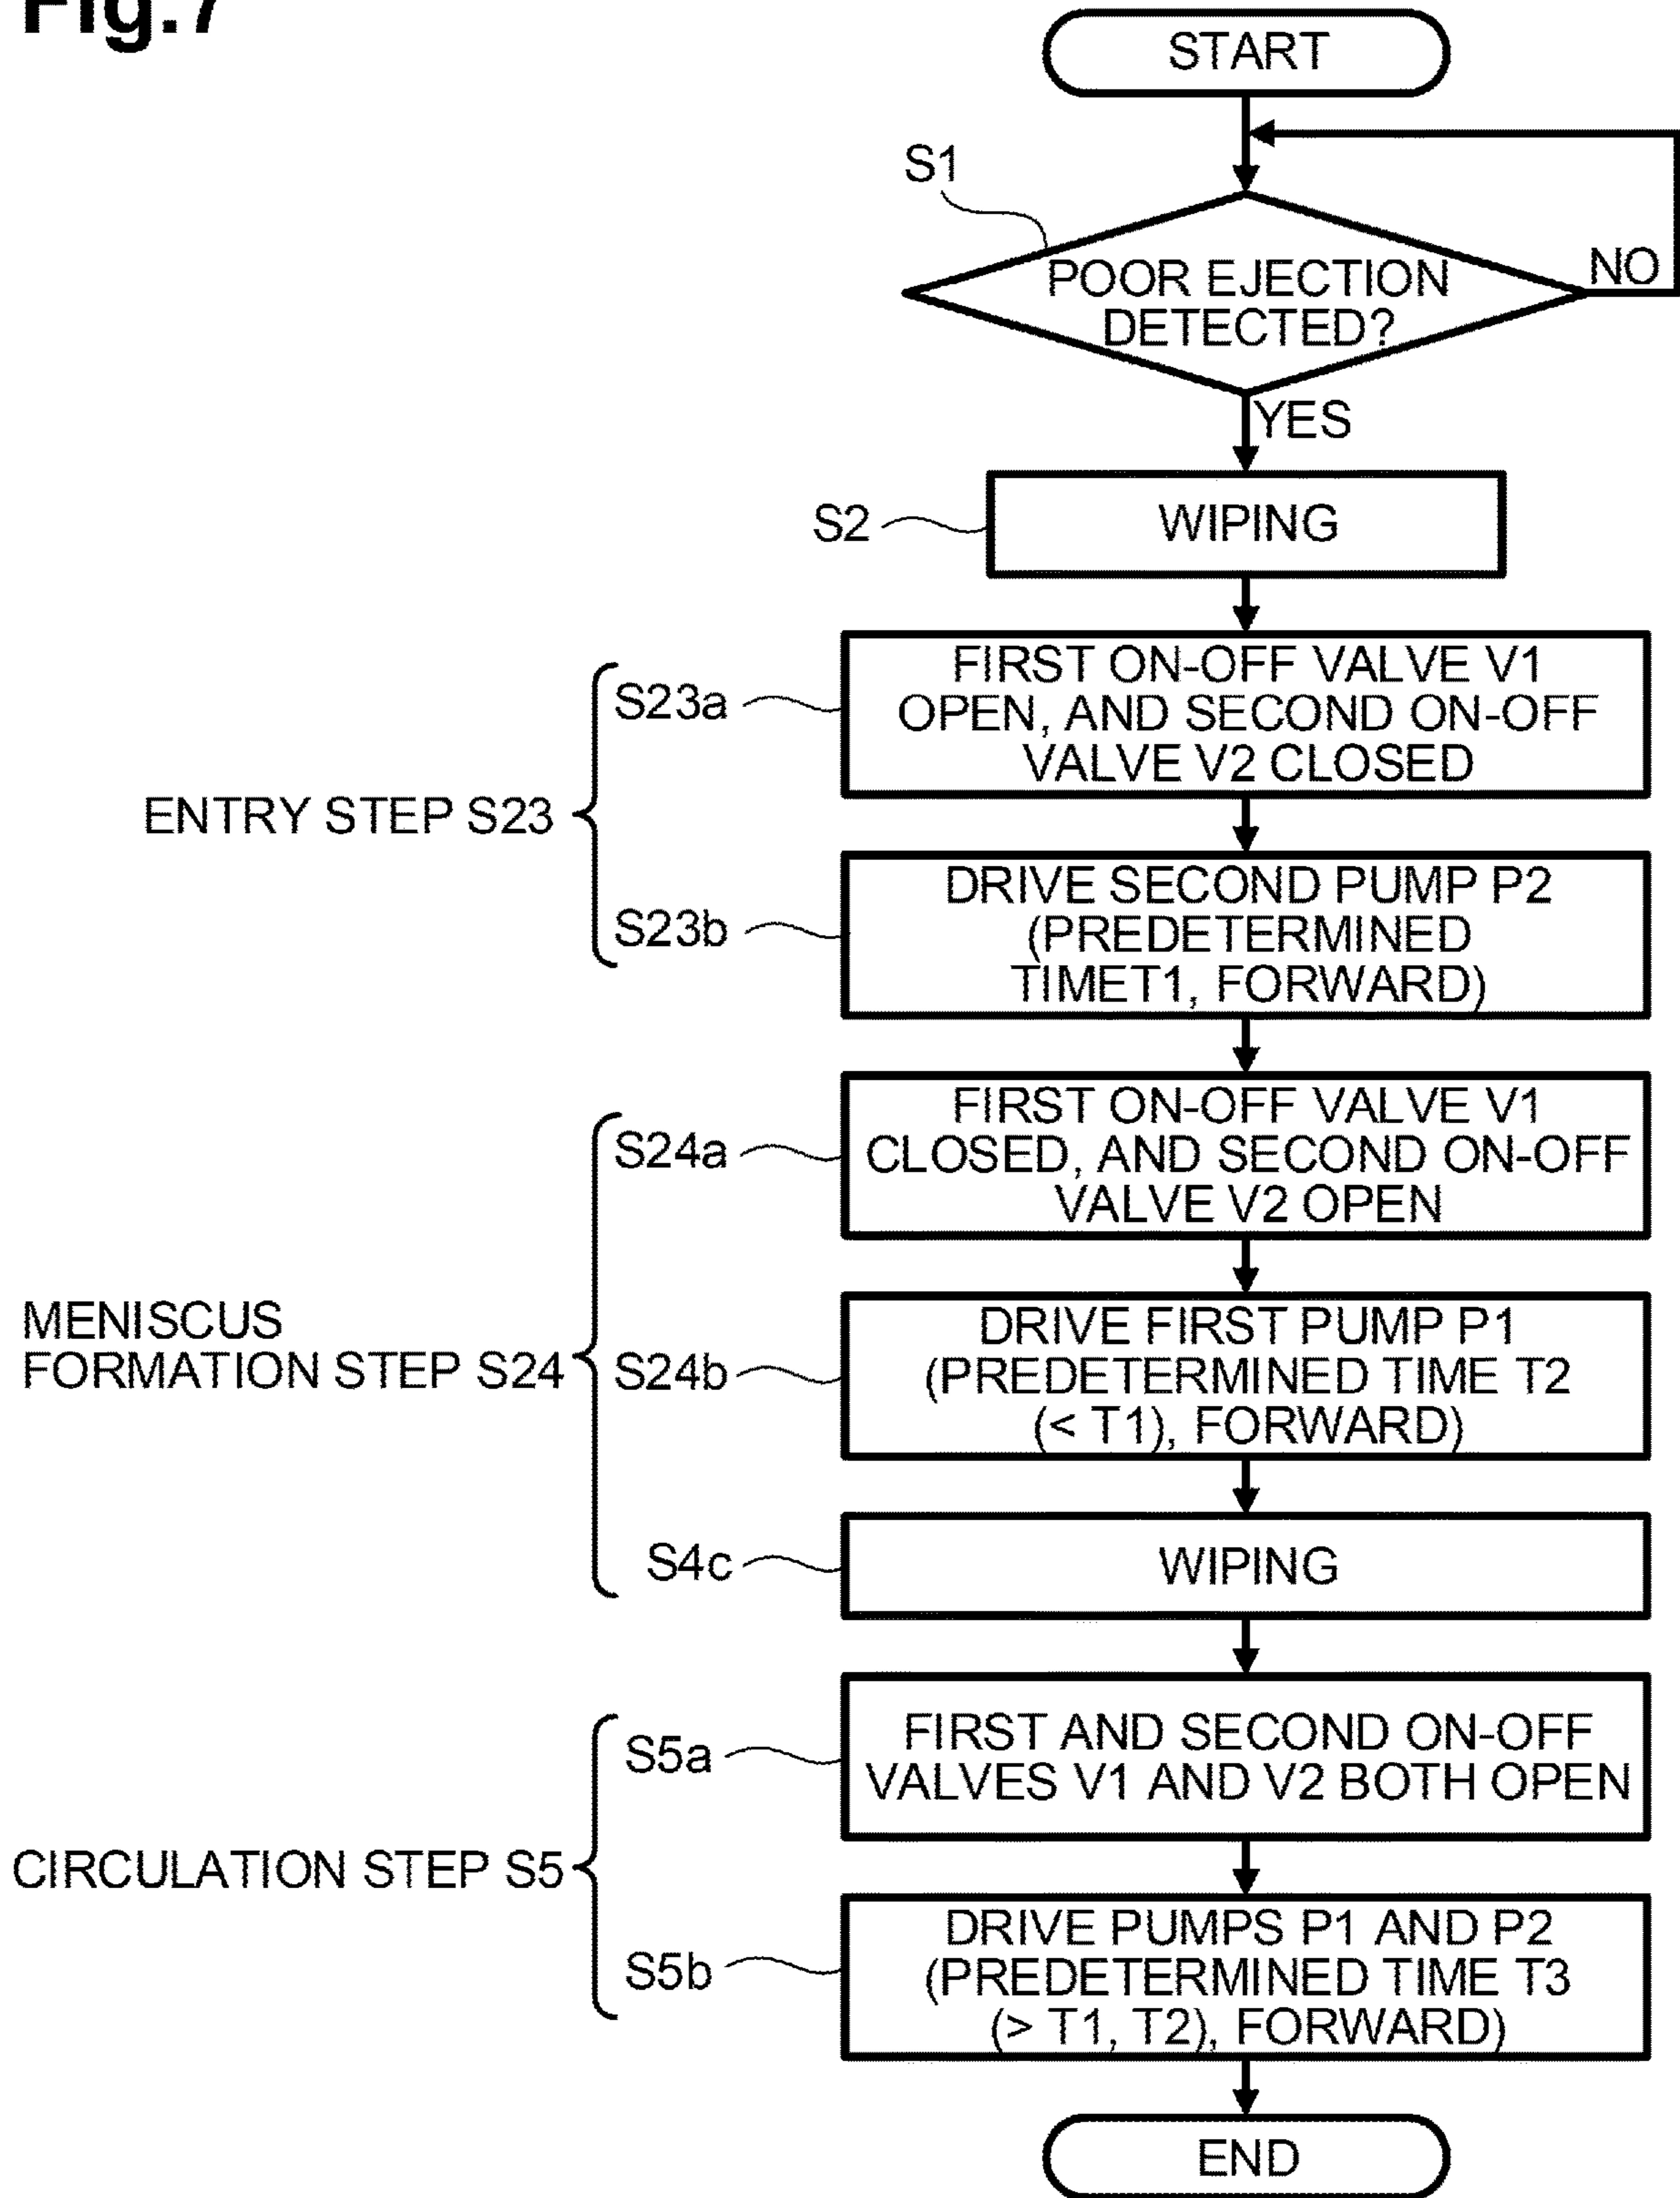 Fig.7
START
S1
POOR EJECTION
DETECTED?
NO
YES
S2
WIPING
ENTRY STEP S23
S23a
FIRST ON-OFF VALVE V1
OPEN, AND SECOND ON-OFF
VALVE V2 CLOSED
S23b
DRIVE SECOND PUMP P2
(PREDETERMINED
TIMET1, FORWARD)
MENISCUS
FORMATION STEP S24
S24a
FIRST ON-OFF VALVE V1
CLOSED, AND SECOND ON-OFF
VALVE V2 OPEN
S24b
DRIVE FIRST PUMP P1
(PREDETERMINED TIME T2
(< T1), FORWARD)
S4c
WIPING
CIRCULATION STEP S5
S5a
FIRST AND SECOND ON-OFF
VALVES V1 AND V2 BOTH OPEN
S5b
DRIVE PUMPS P1 AND P2
(PREDETERMINED TIME T3
(> T1, T2), FORWARD)
END